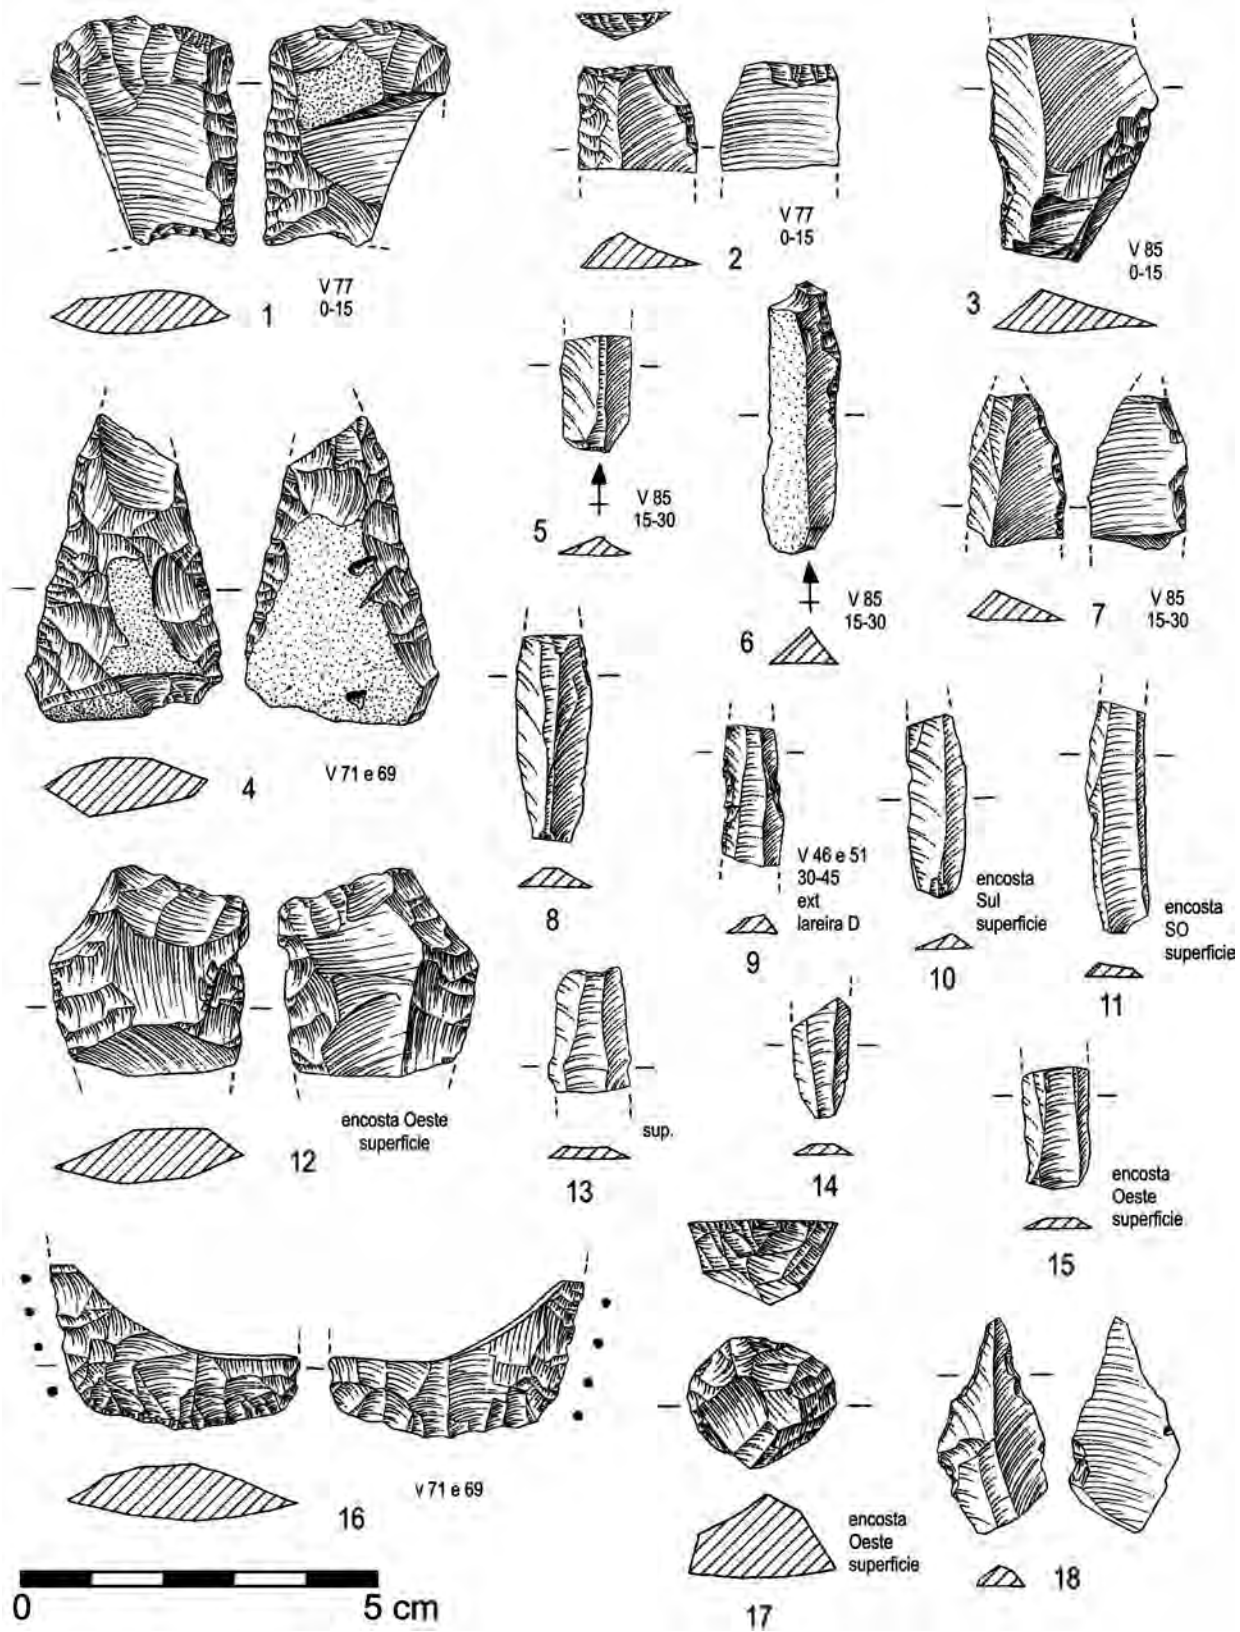 V 77
0-15
1
V 77
0-15
2
V 85
0-15
3
V 71 e 69
4
V 85
15-30
5
V 85
15-30
6
V 85
15-30
7
8
V 46 e 51
30-45
ext
lareira D
9
encosta
Sul
superficie
10
encosta
SO
superficie
11
encosta Oeste
superficie
12
sup.
13
14
encosta
Oeste
superficie
15
V 71 e 69
16
encosta
Oeste
superficie
17
18
0 5 cm